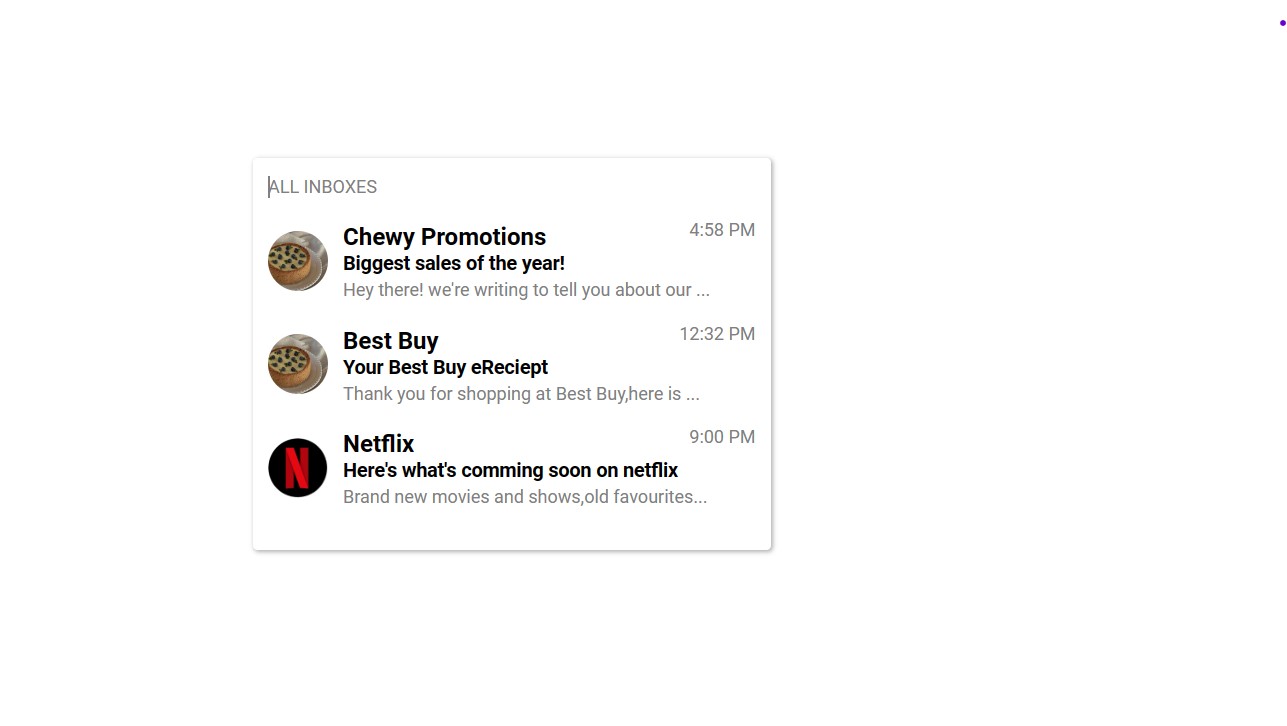 ALL INBOXES
Chewy Promotions 4:58 PM
Biggest sales of the year!
Hey there! we're writing to tell you about our ...
Best Buy 12:32 PM
Your Best Buy eReciept
Thank you for shopping at Best Buy,here is ...
Netflix 9:00 PM
Here's what's comming soon on netflix
Brand new movies and shows,old favourites...